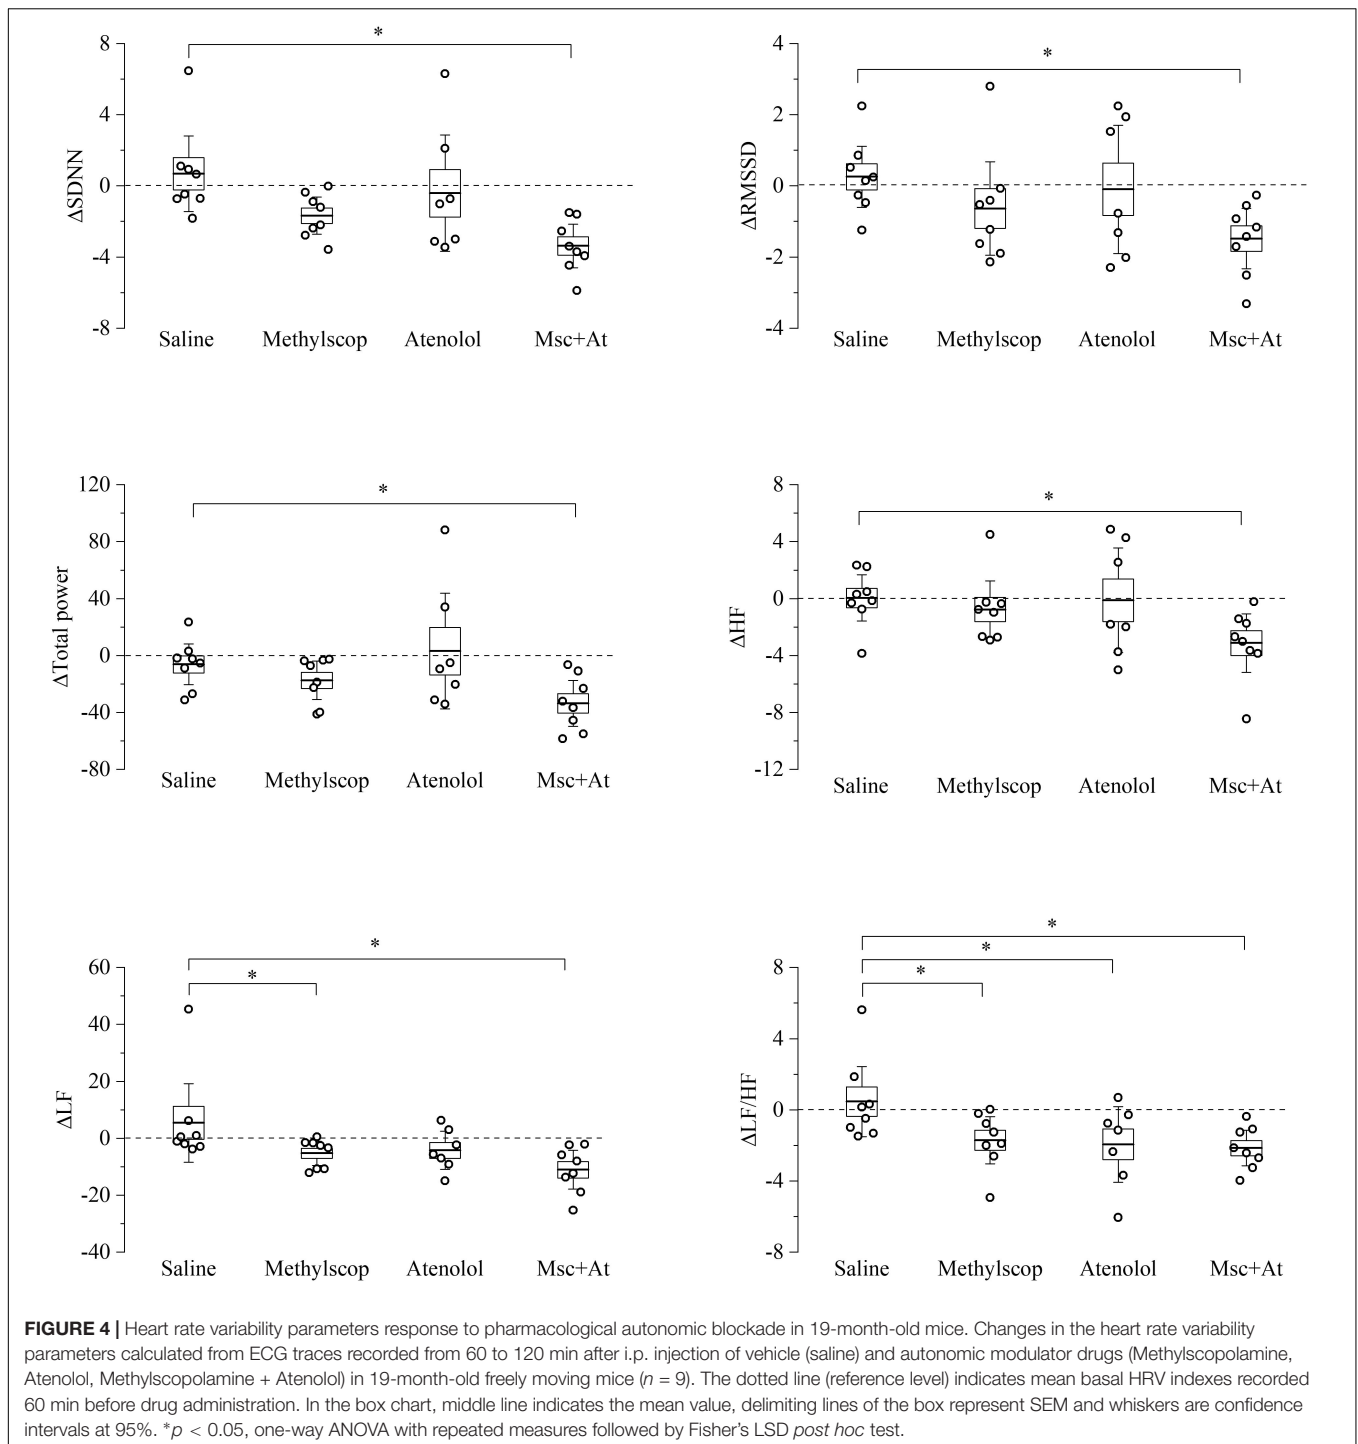 *
8
4
0
-4
-8
ΔSDNN
Saline Methylscop Atenolol Msc+At
*
4
2
0
-2
-4
ΔRMSSD
Saline Methylscop Atenolol Msc+At
*
120
80
40
0
-40
-80
ΔTotal power
Saline Methylscop Atenolol Msc+At
*
8
4
0
-4
-8
-12
ΔHF
Saline Methylscop Atenolol Msc+At
*
*
60
40
20
0
-20
-40
ΔLF
Saline Methylscop Atenolol Msc+At
*
*
*
8
4
0
-4
-8
ΔLF/HF
Saline Methylscop Atenolol Msc+At
FIGURE 4 | Heart rate variability parameters response to pharmacological autonomic blockade in 19-month-old mice. Changes in the heart rate variability
parameters calculated from ECG traces recorded from 60 to 120 min after i.p. injection of vehicle (saline) and autonomic modulator drugs (Methylscopolamine,
Atenolol, Methylscopolamine + Atenolol) in 19-month-old freely moving mice (n = 9). The dotted line (reference level) indicates mean basal HRV indexes recorded
60 min before drug administration. In the box chart, middle line indicates the mean value, delimiting lines of the box represent SEM and whiskers are confidence
intervals at 95%. *p < 0.05, one-way ANOVA with repeated measures followed by Fisher's LSD post hoc test.